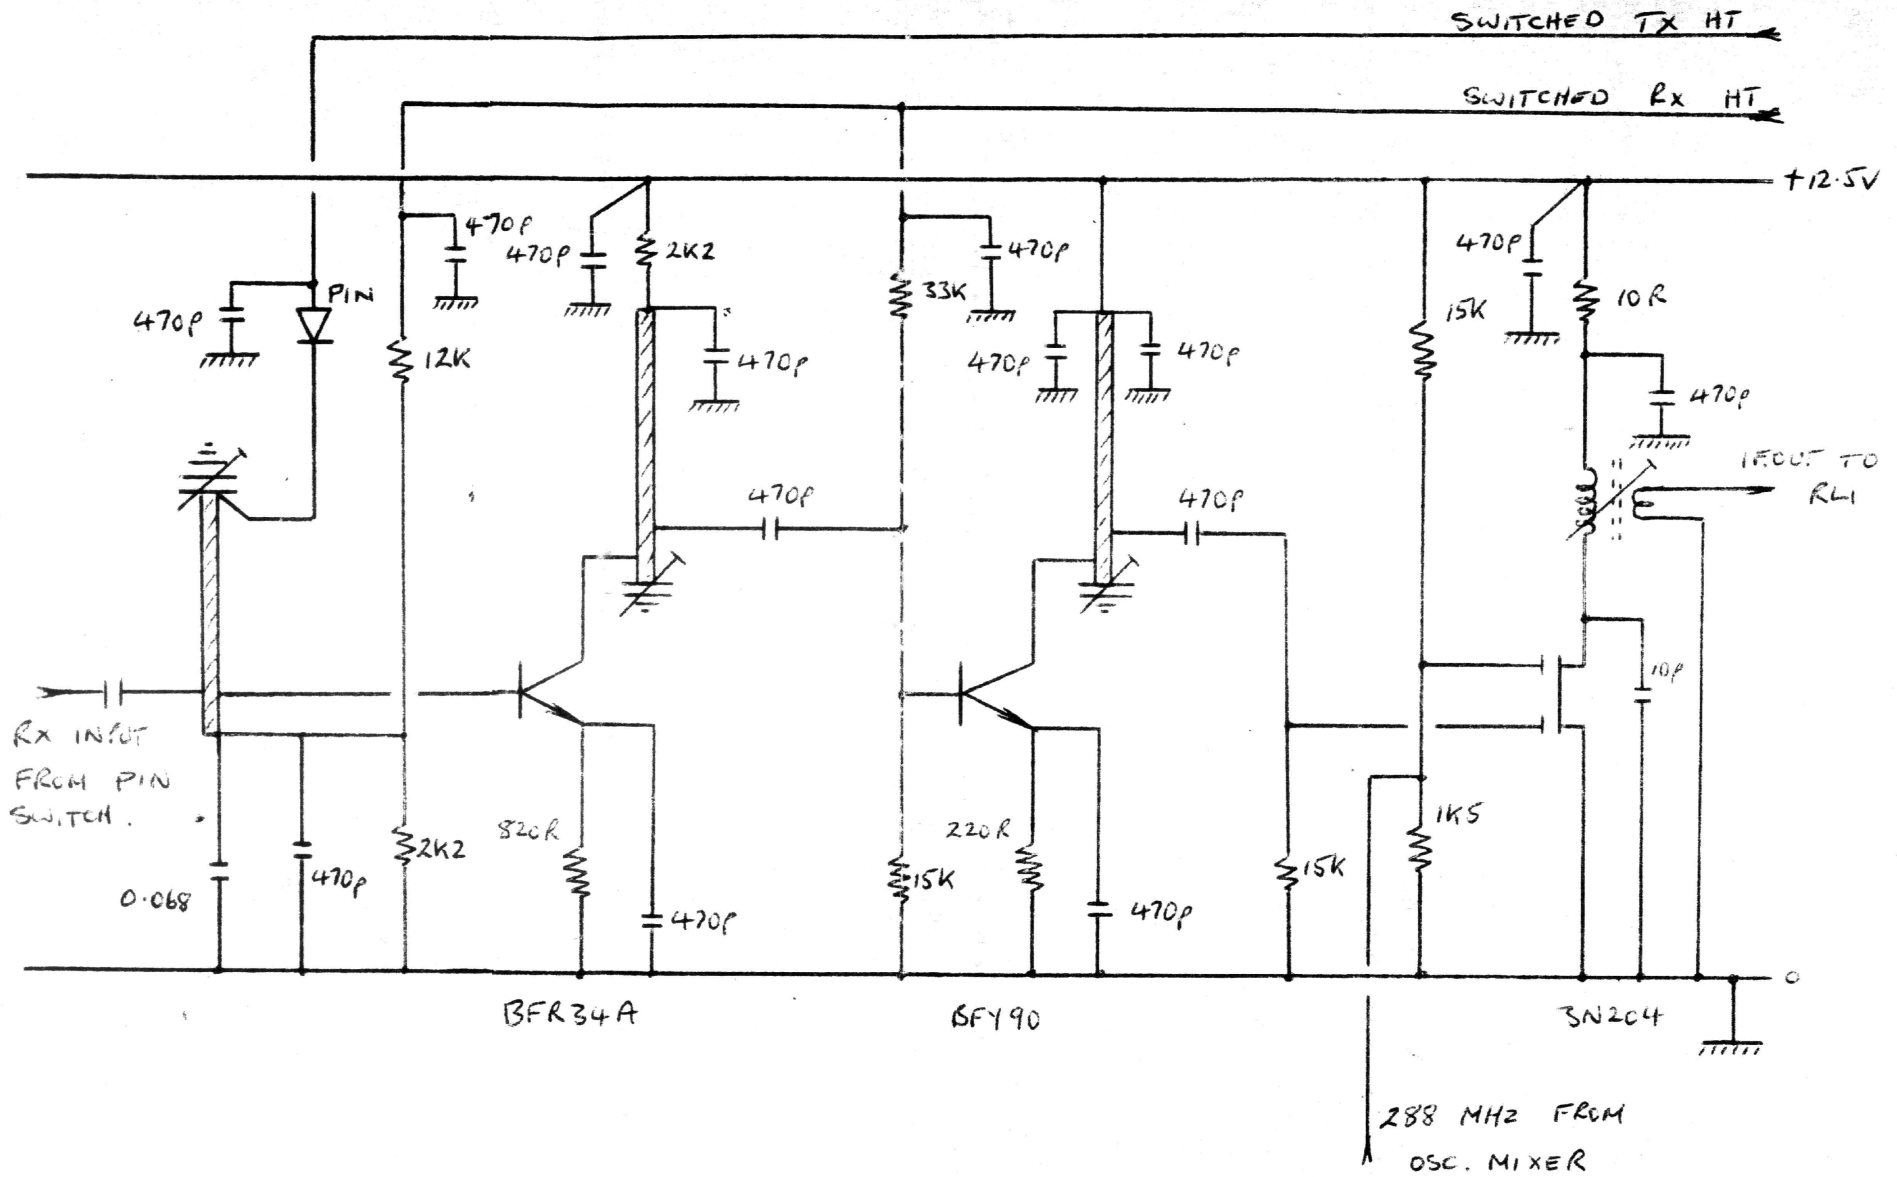 SWITCHED TX HT
SWITCHED Rx HT
+12.5V
470p
470p
2K2
470p
33K
470p
PIN
470p
12K
470p
470p
470p
15K
10R
470p
470p
470p
I.F. OUT TO
RL1
RX INPUT
FROM PIN
SWITCH.
10p
0.068
470p
2K2
820R
470p
15K
220R
470p
15K
1K5
0
BFR34A
BFY90
3N204
288 MHz FROM
OSC. MIXER